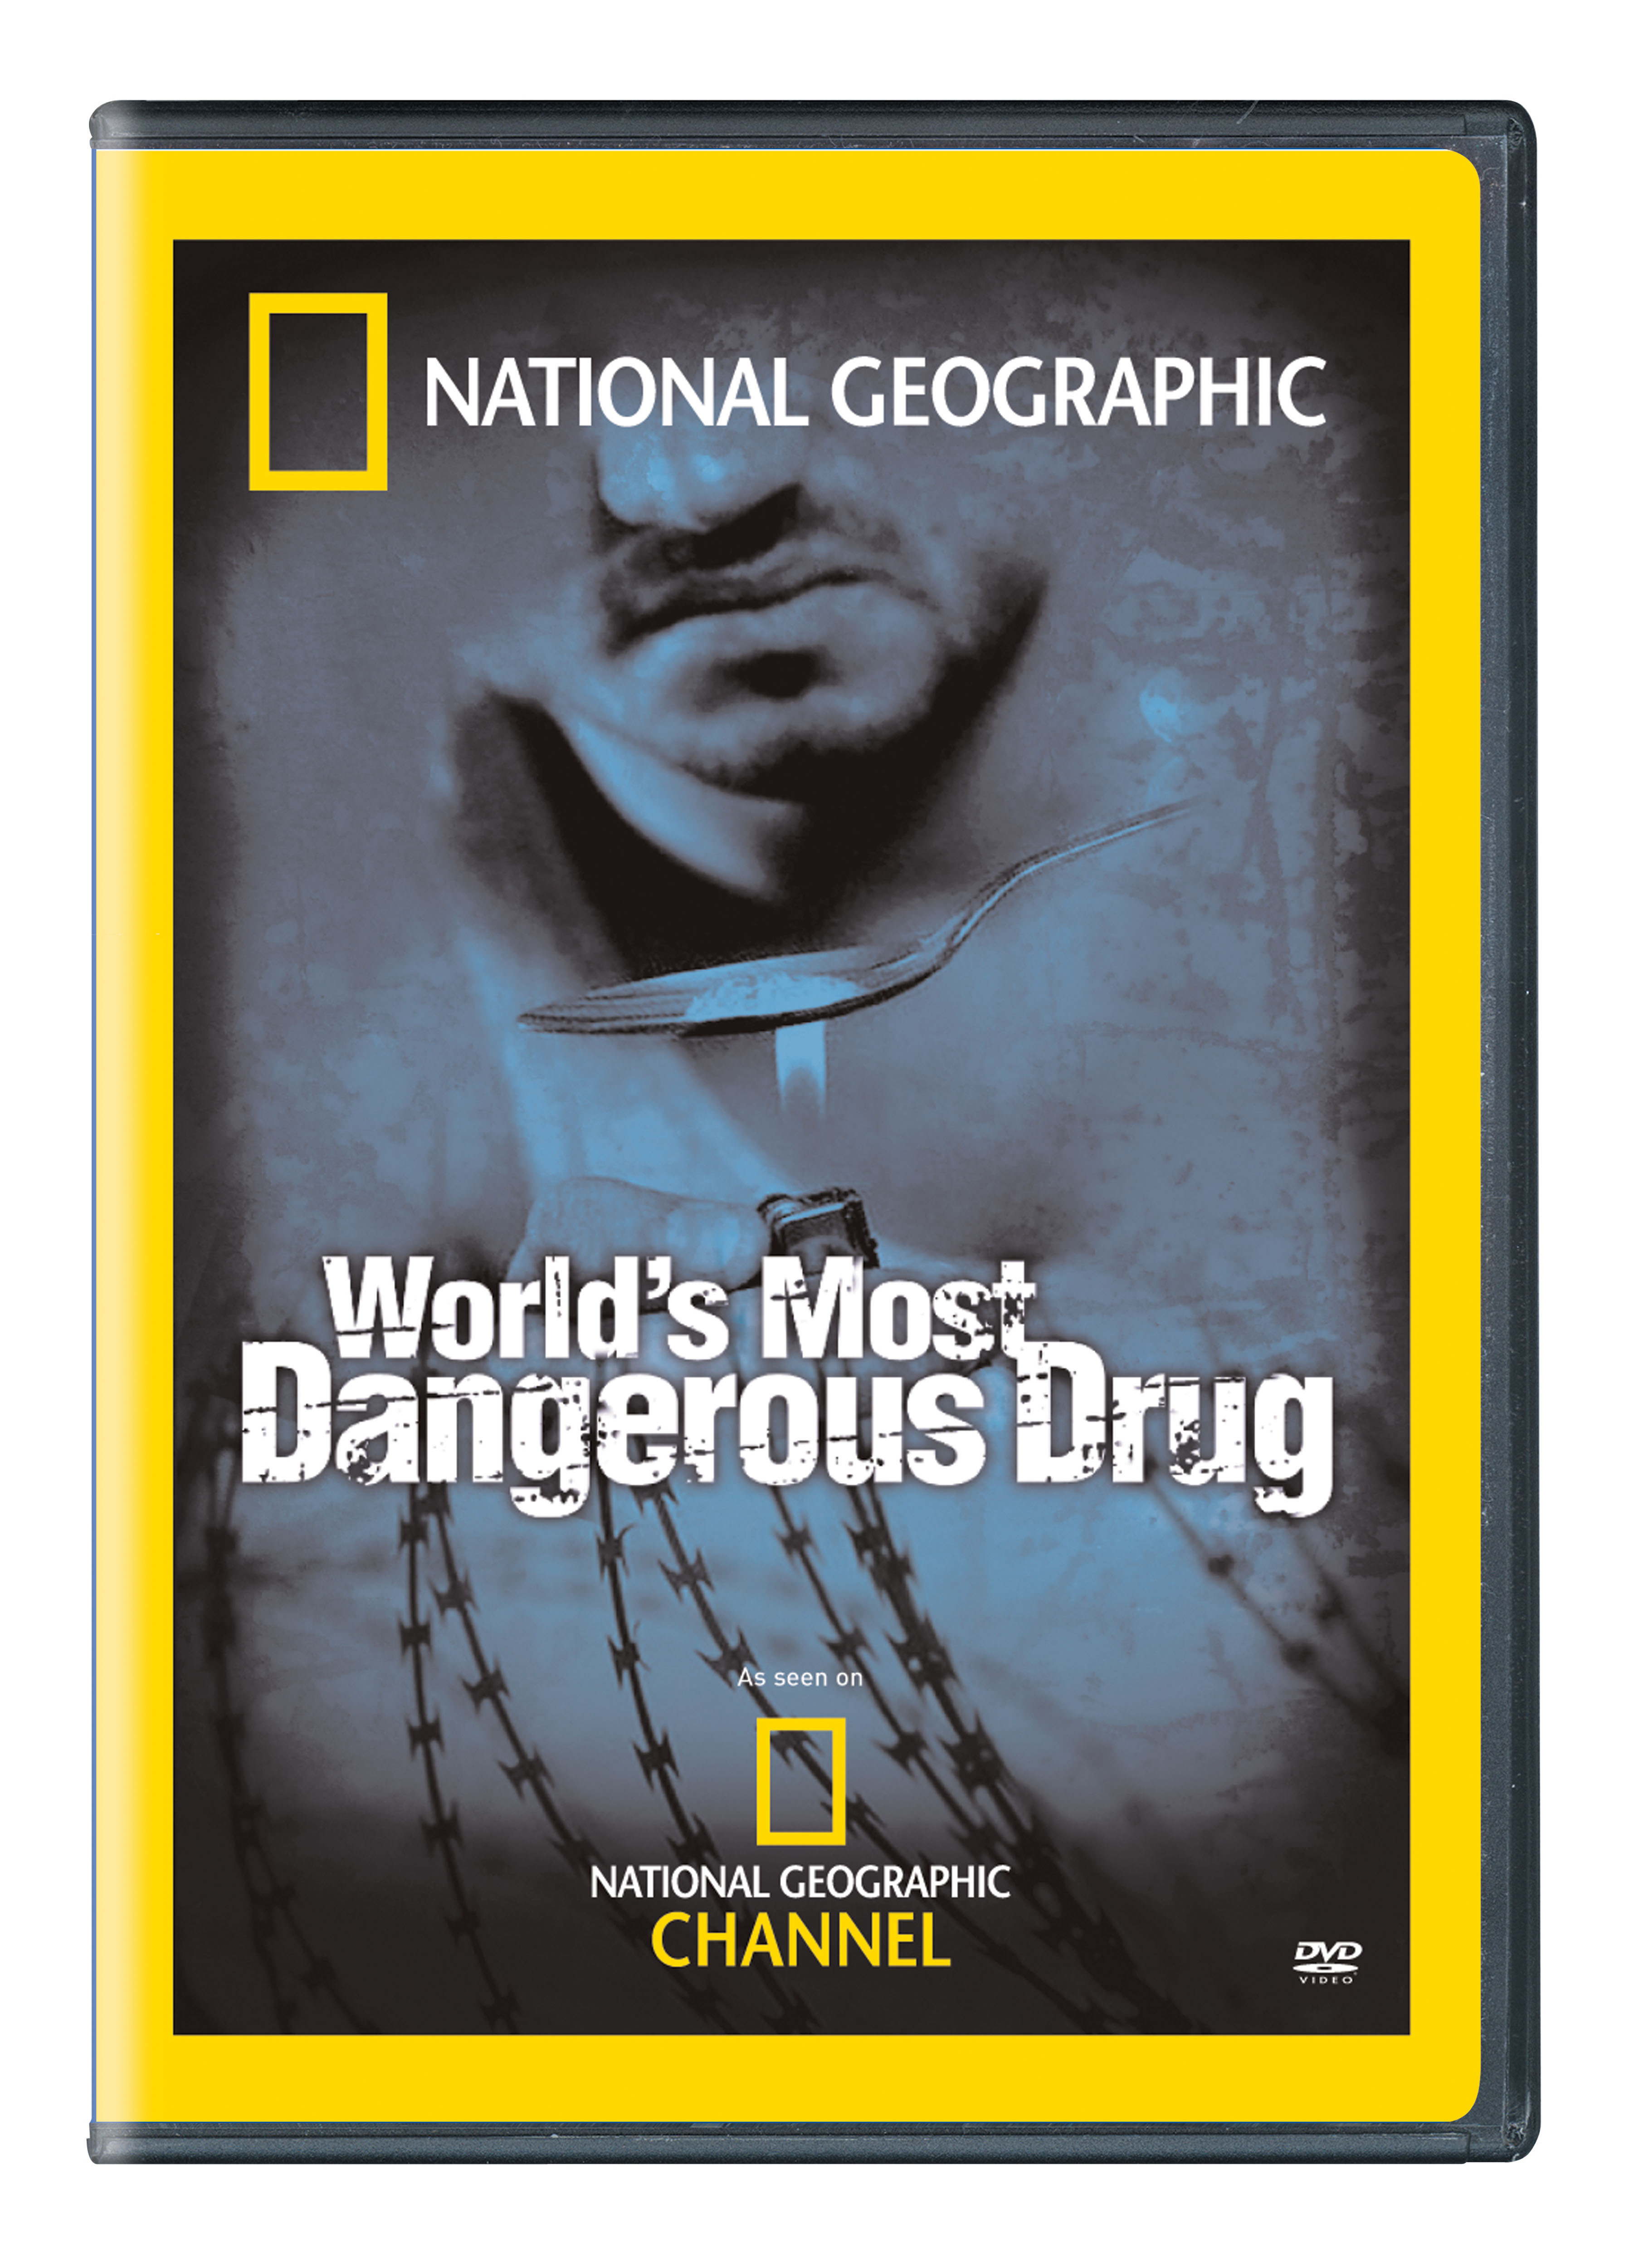 NATIONAL GEOGRAPHIC
World's Most
Dangerous Drug
As seen on
NATIONAL GEOGRAPHIC
CHANNEL
DVD
VIDEO